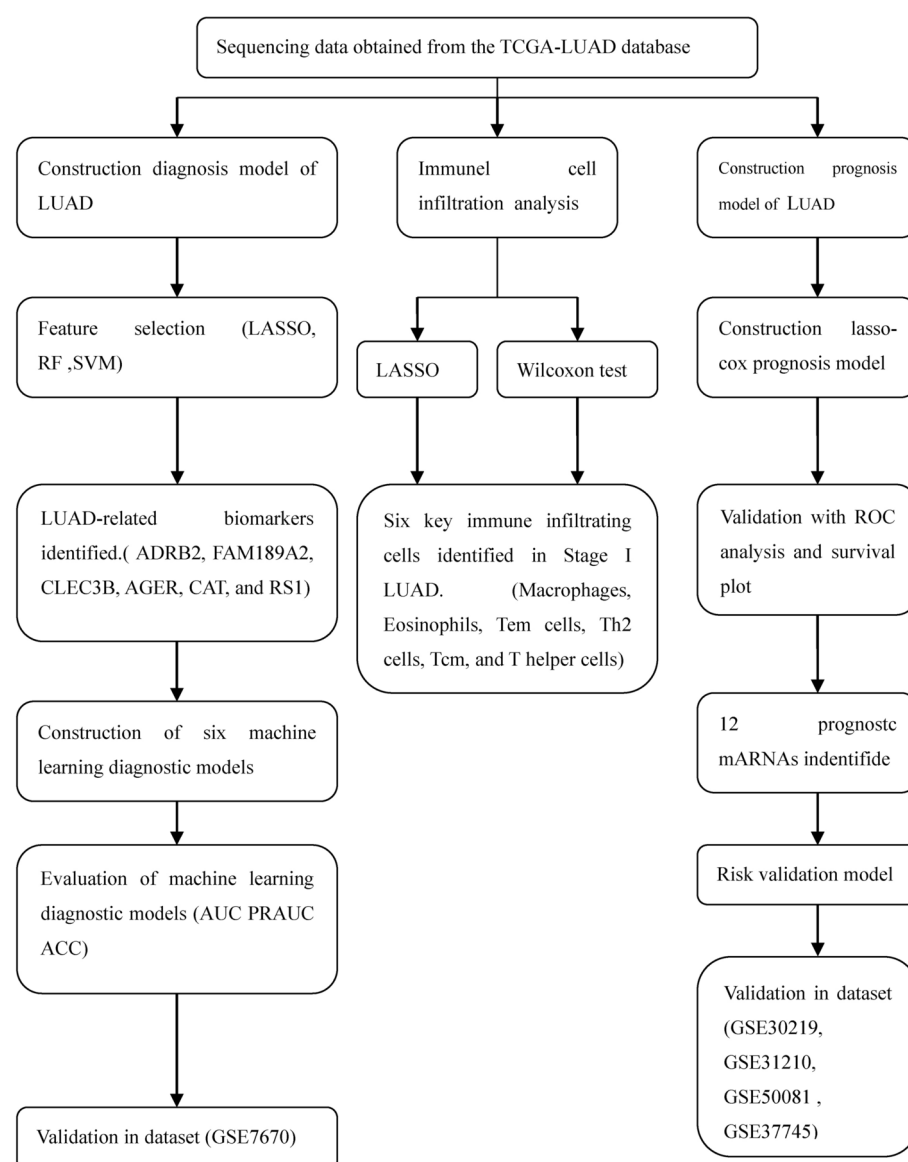 Sequencing data obtained from the TCGA-LUAD database
Construction diagnosis model of
LUAD
Feature selection (LASSO,
RF ,SVM)
LUAD-related biomarkers
identified.( ADRB2, FAM189A2,
CLEC3B, AGER, CAT, and RS1)
Construction of six machine
learning diagnostic models
Evaluation of machine learning
diagnostic models (AUC PRAUC
ACC)
Validation in dataset (GSE7670)
Immunel cell
infiltration analysis
LASSO
Wilcoxon test
Six key immune infiltrating
cells identified in Stage I
LUAD. (Macrophages,
Eosinophils, Tem cells, Th2
cells, Tcm, and T helper cells)
Construction prognosis
model of LUAD
Construction lasso-
cox prognosis model
Validation with ROC
analysis and survival
plot
12 prognostc
mARNAs indentifide
Risk validation model
Validation in dataset
(GSE30219,
GSE31210,
GSE50081 ,
GSE37745)